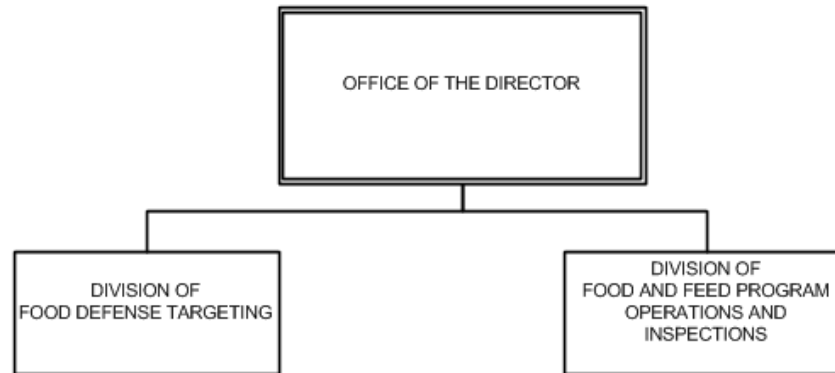 OFFICE OF THE DIRECTOR
DIVISION OF
FOOD DEFENSE TARGETING
DIVISION OF
FOOD AND FEED PROGRAM
OPERATIONS AND
INSPECTIONS